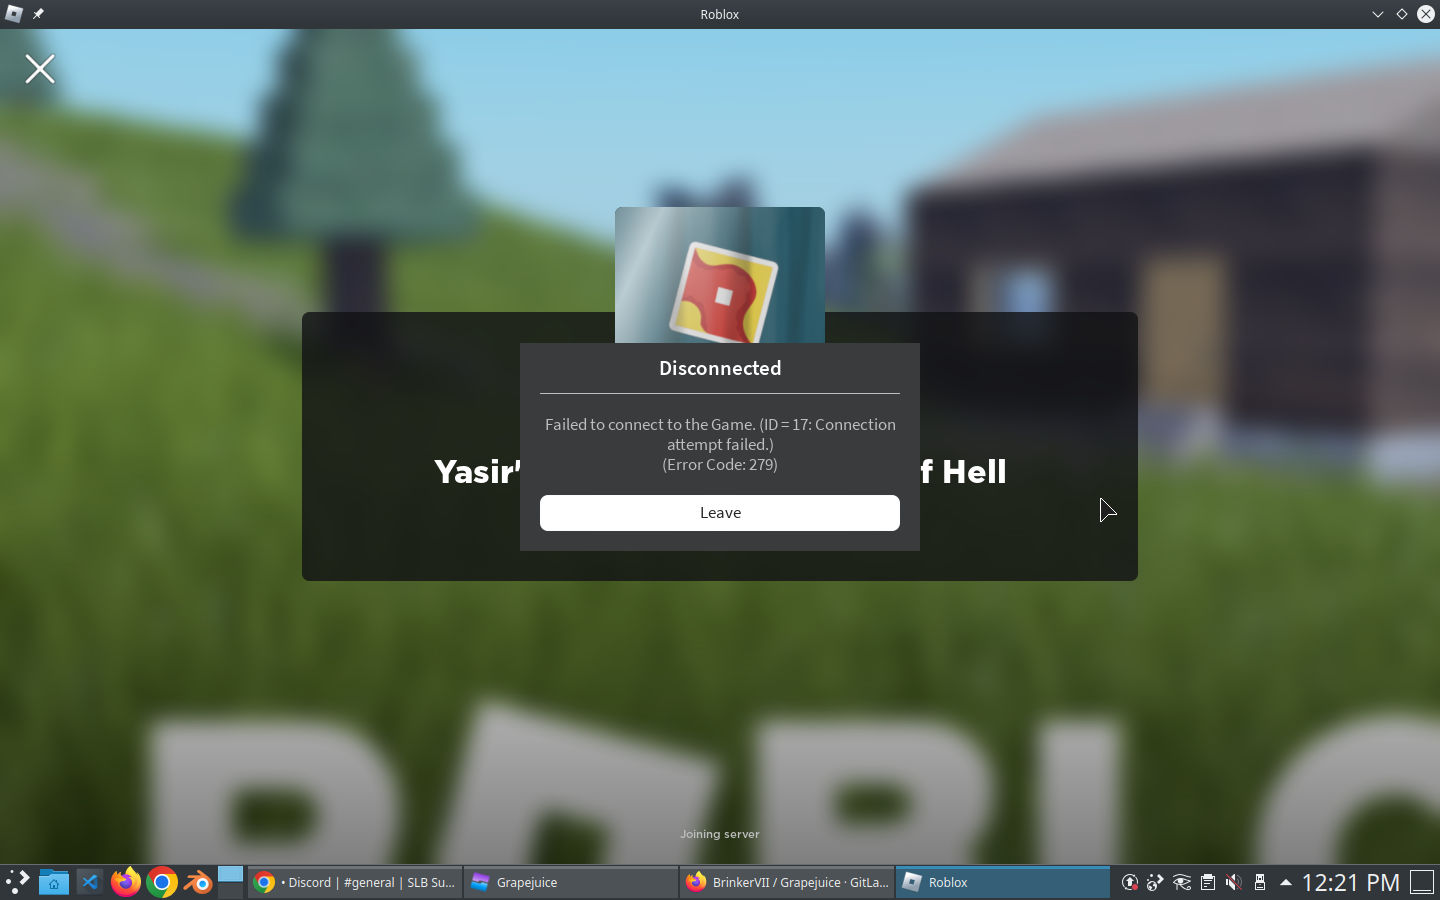 Roblox
Disconnected
Failed to connect to the Game. (ID = 17: Connection
attempt failed.)
(Error Code: 279)
Yasir'
f Hell
Leave
Joining server
• Discord | #general | SLB Su...
Grapejuice
BrinkerVII / Grapejuice · GitLa...
Roblox
12:21 PM